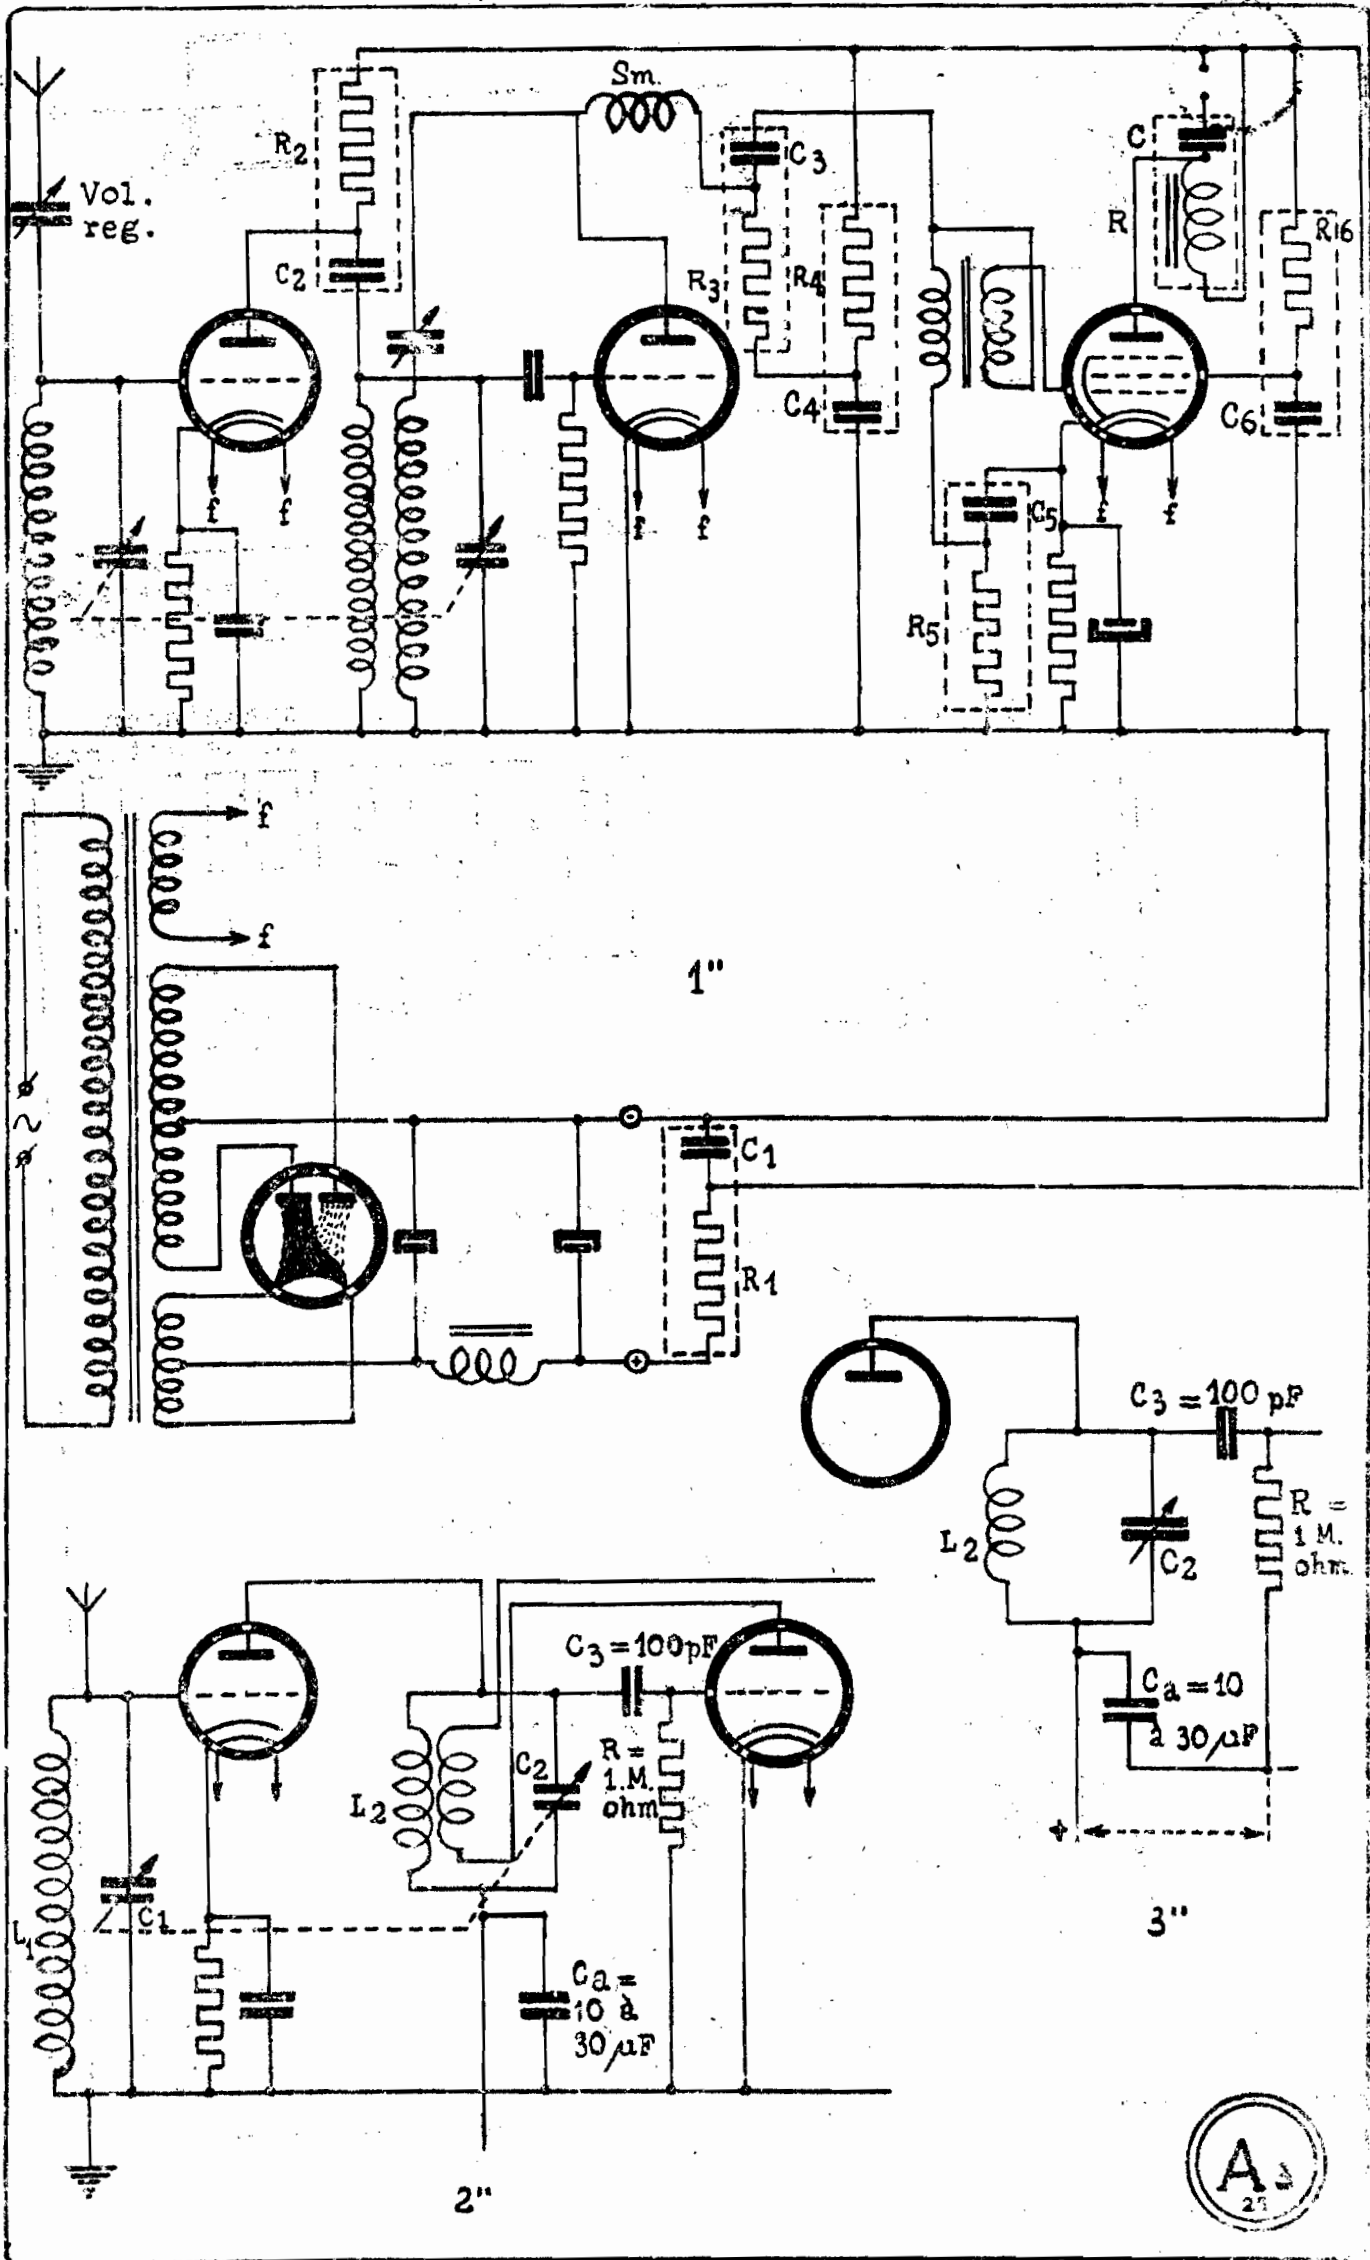 Vol.
reg.
R2
C2
Sm.
C3
R3
R4
C4
C
R
R16
C6
C5
R5
f
f
f
f
f
f
f
f
~
1"
-
C1
R1
+
C3 = 100 pF
L2
C2
R =
1 M.
ohm
Ca = 10
à 30 µF
+
3"
L1
C1
L2
C2
C3 = 100 pF
R =
1.M.
ohm
Ca =
10 à
30 µF
2"
A